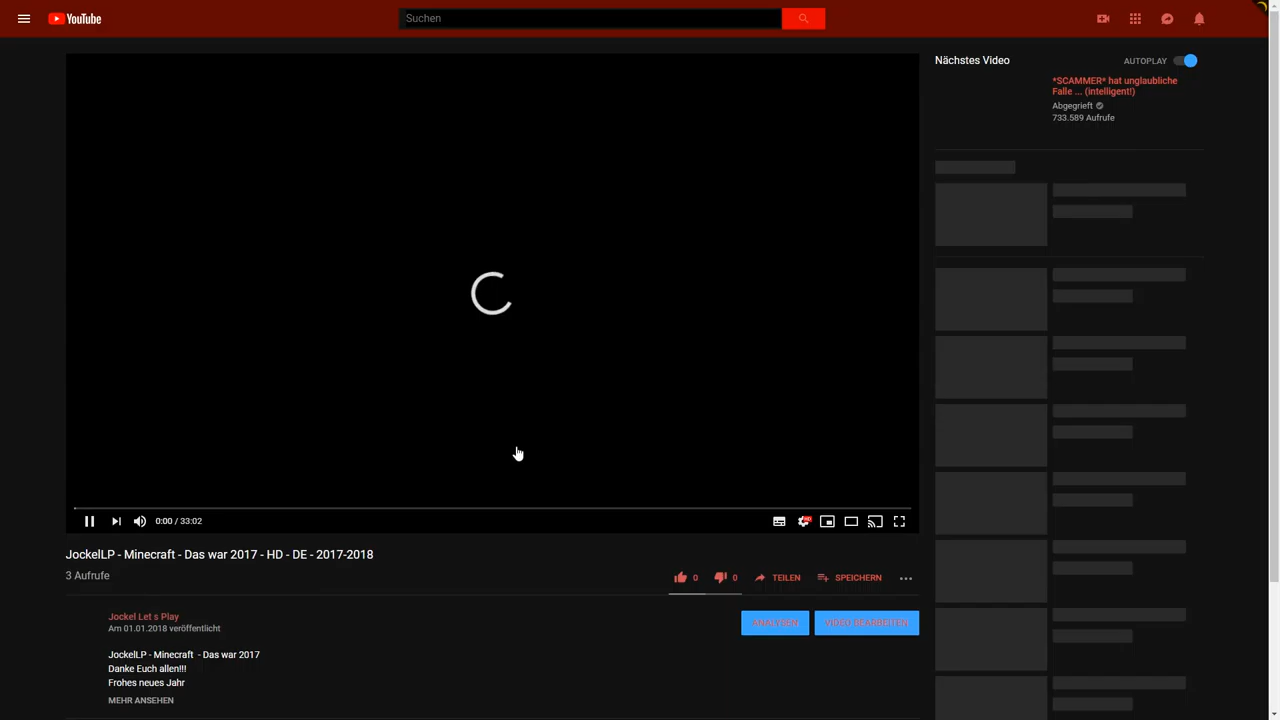 YouTube
Suchen
Nächstes Video
AUTOPLAY
*SCAMMER* hat unglaubliche
Falle ... (intelligent!)
Abgegrieft
733.589 Aufrufe
0:00 / 33:02
HD
JockelLP - Minecraft - Das war 2017 - HD - DE - 2017-2018
3 Aufrufe
0
0
TEILEN
SPEICHERN
Jockel Let s Play
Am 01.01.2018 veröffentlicht
ANALYSEN
VIDEO BEARBEITEN
JockelLP - Minecraft - Das war 2017
Danke Euch allen!!!
Frohes neues Jahr
MEHR ANSEHEN